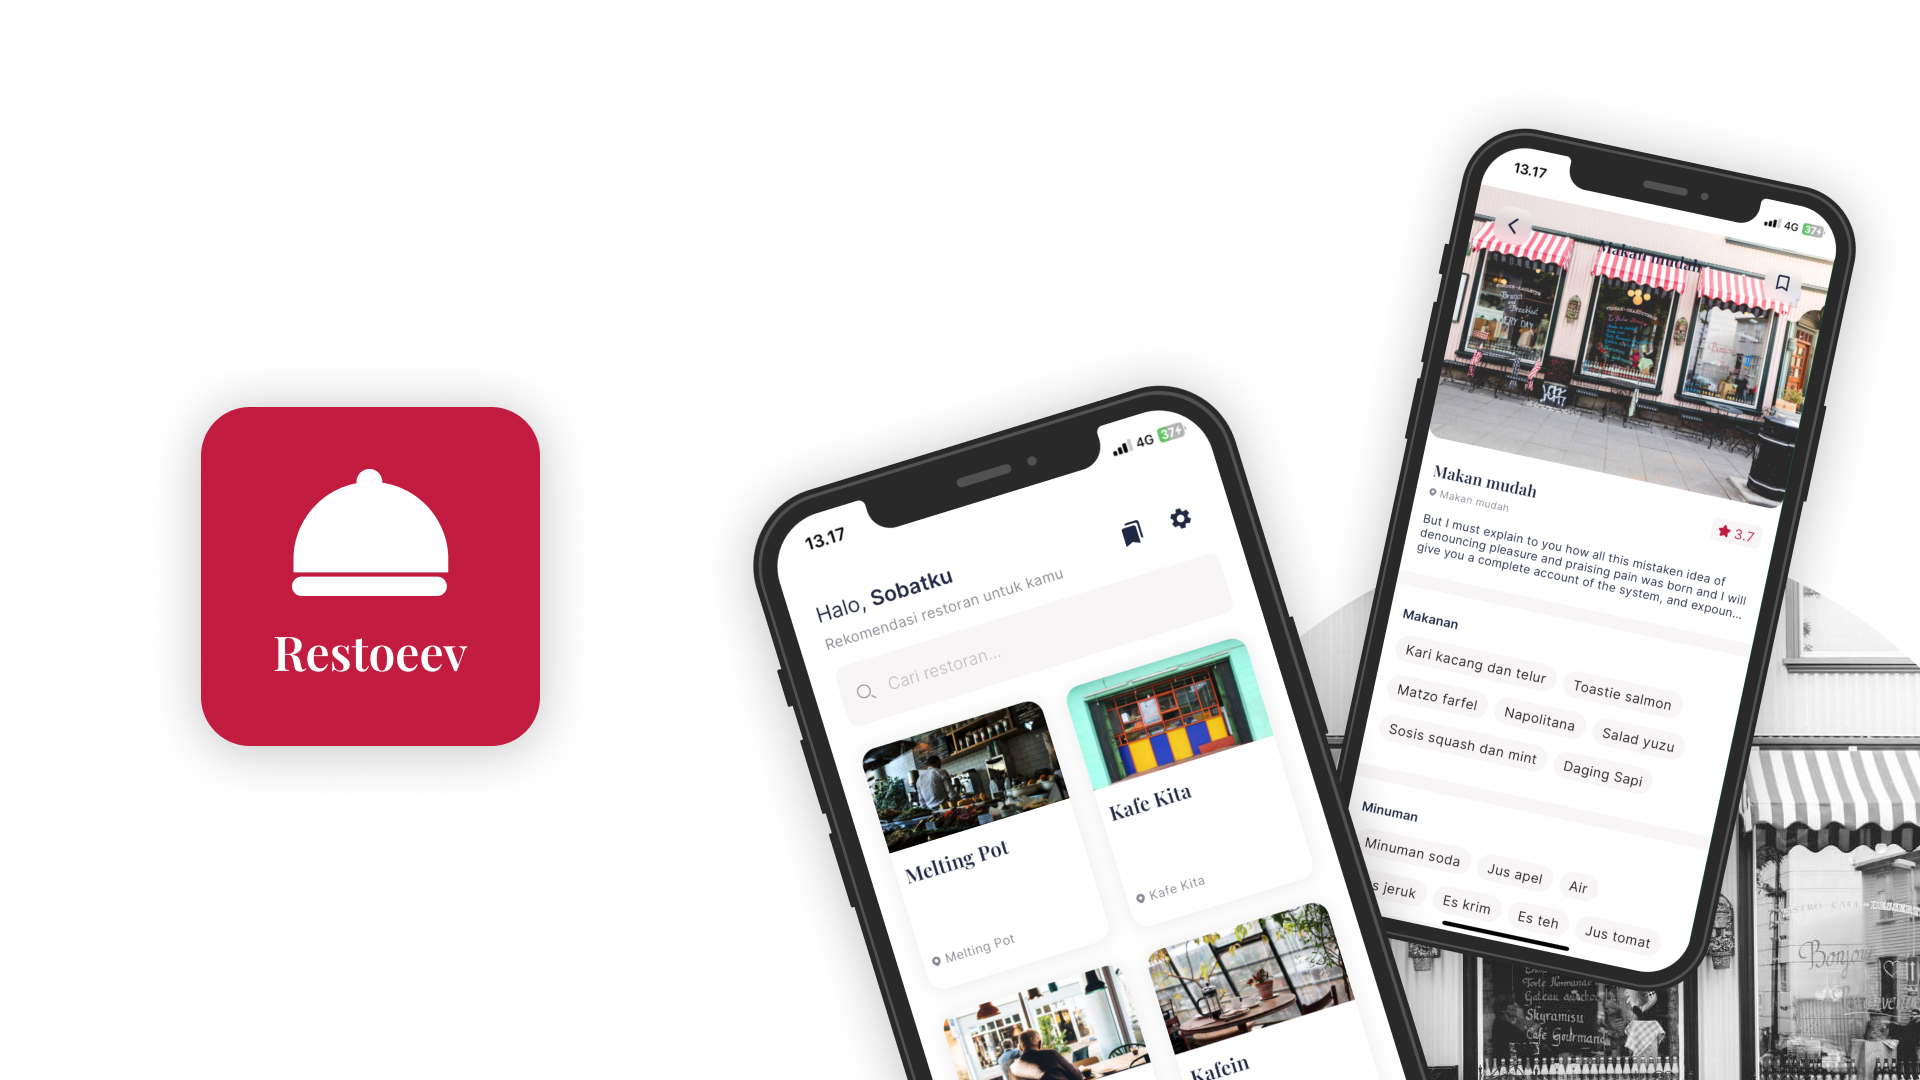 Restoeev
13.17
4G
37
Halo, Sobatku
Rekomendasi restoran untuk kamu
Cari restoran...
Melting Pot
Melting Pot
Kafe Kita
Kafe Kita
Kafein
13.17
4G
37
Makan mudah
Makan mudah
Makan mudah
3.7
But I must explain to you how all this mistaken idea of
denouncing pleasure and praising pain was born and I will
give you a complete account of the system, and expoun...
Makanan
Kari kacang dan telur
Toastie salmon
Matzo farfel
Napolitana
Salad yuzu
Sosis squash dan mint
Daging Sapi
Minuman
Minuman soda
Jus apel
Air
jeruk
Es krim
Es teh
Jus tomat
Bonjour
Skyramisu
Cafe Gourmand